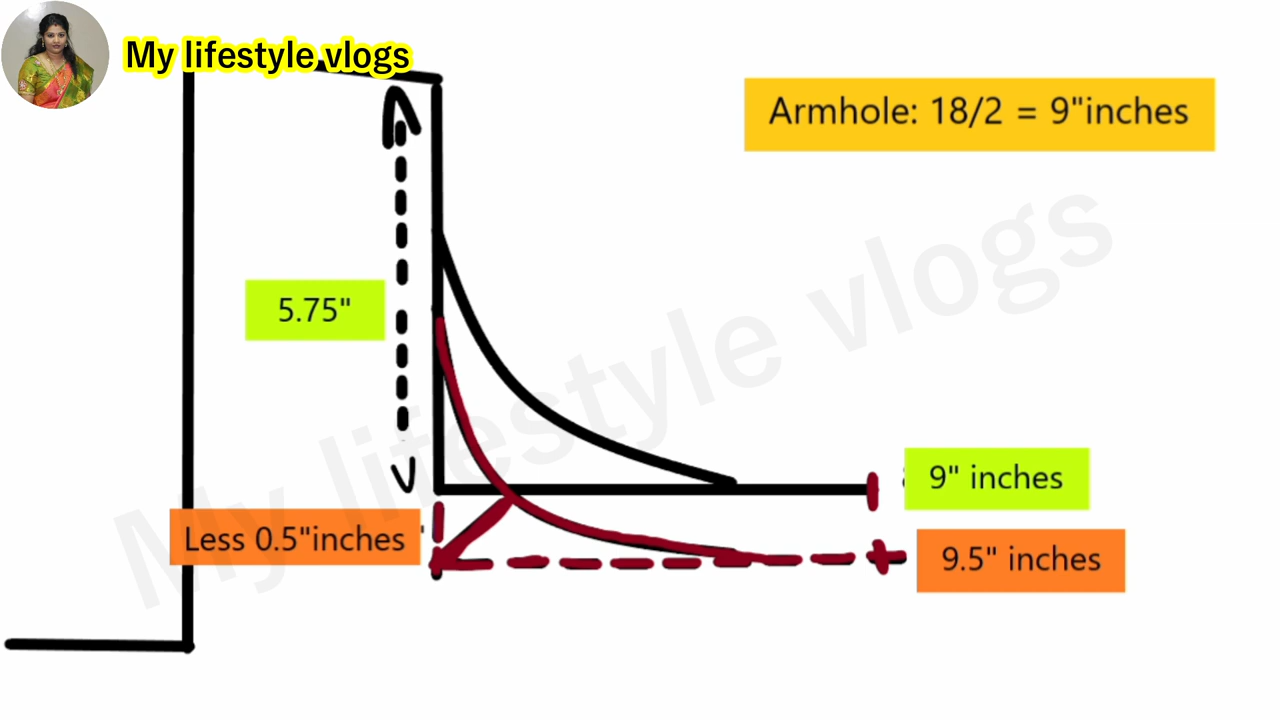 My lifestyle vlogs
Armhole: 18/2 = 9"inches
5.75"
My lifestyle vlogs
9" inches
Less 0.5"inches
9.5" inches